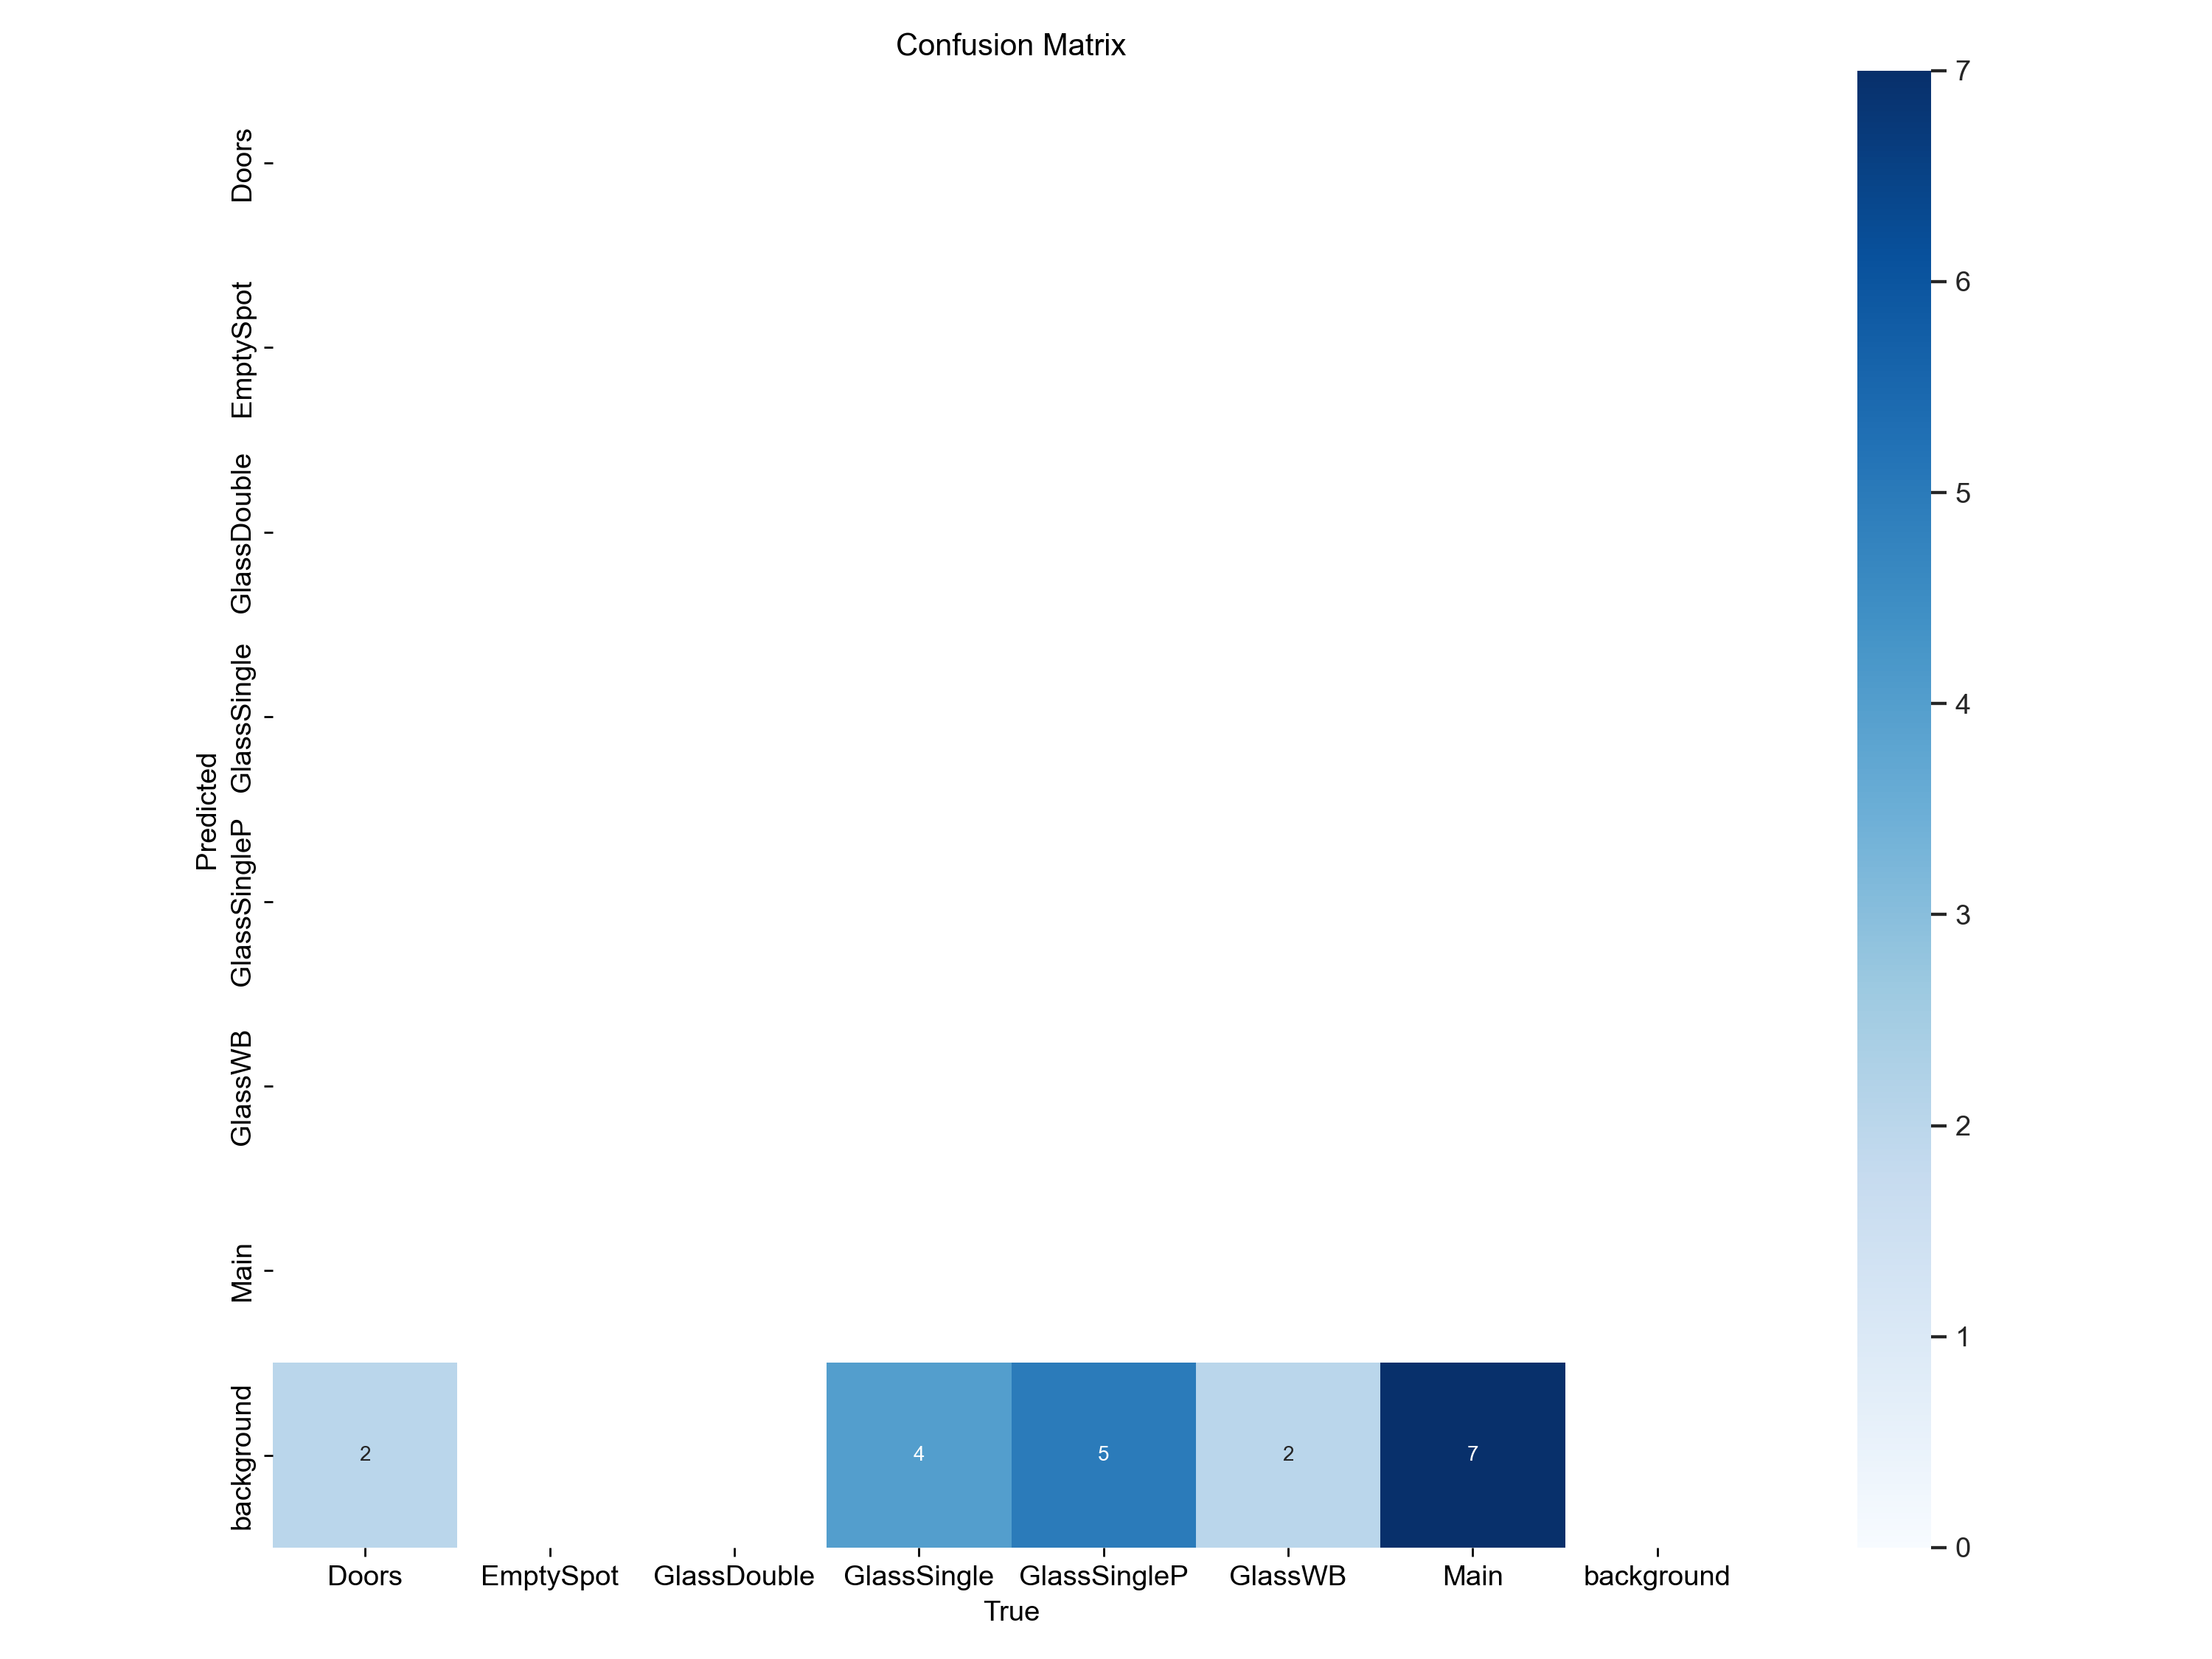 Confusion Matrix
Predicted
Doors
EmptySpot
GlassDouble
GlassSingle
GlassSingleP
GlassWB
Main
background
2 4 5 2 7
Doors EmptySpot GlassDouble GlassSingle GlassSingleP GlassWB Main background
True
7
6
5
4
3
2
1
0